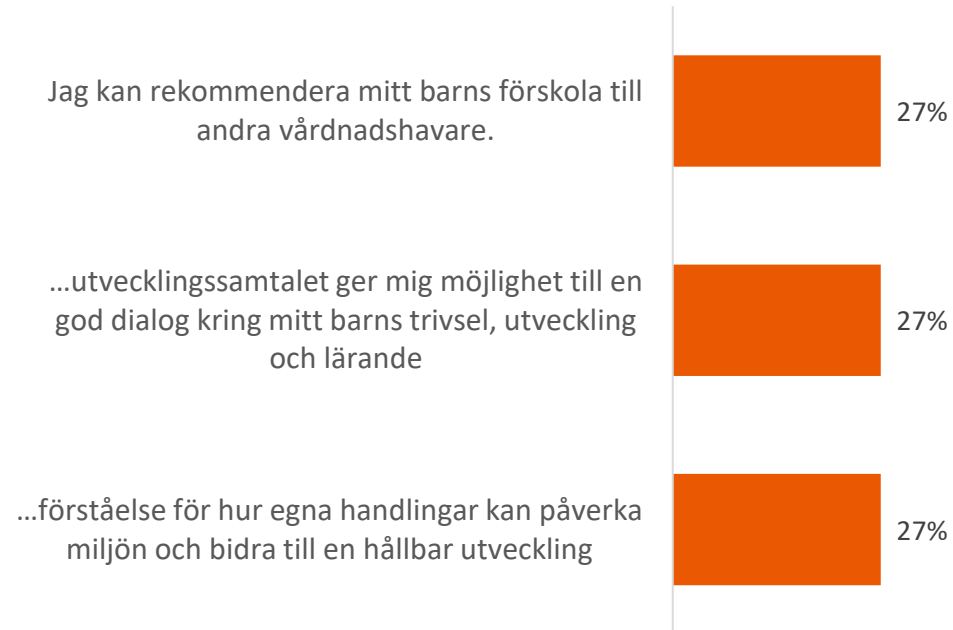 Jag kan rekommendera mitt barns förskola till
andra vårdnadshavare.
27%
...utvecklingssamtalet ger mig möjlighet till en
god dialog kring mitt barns trivsel, utveckling
och lärande
27%
...förståelse för hur egna handlingar kan påverka
miljön och bidra till en hållbar utveckling
27%